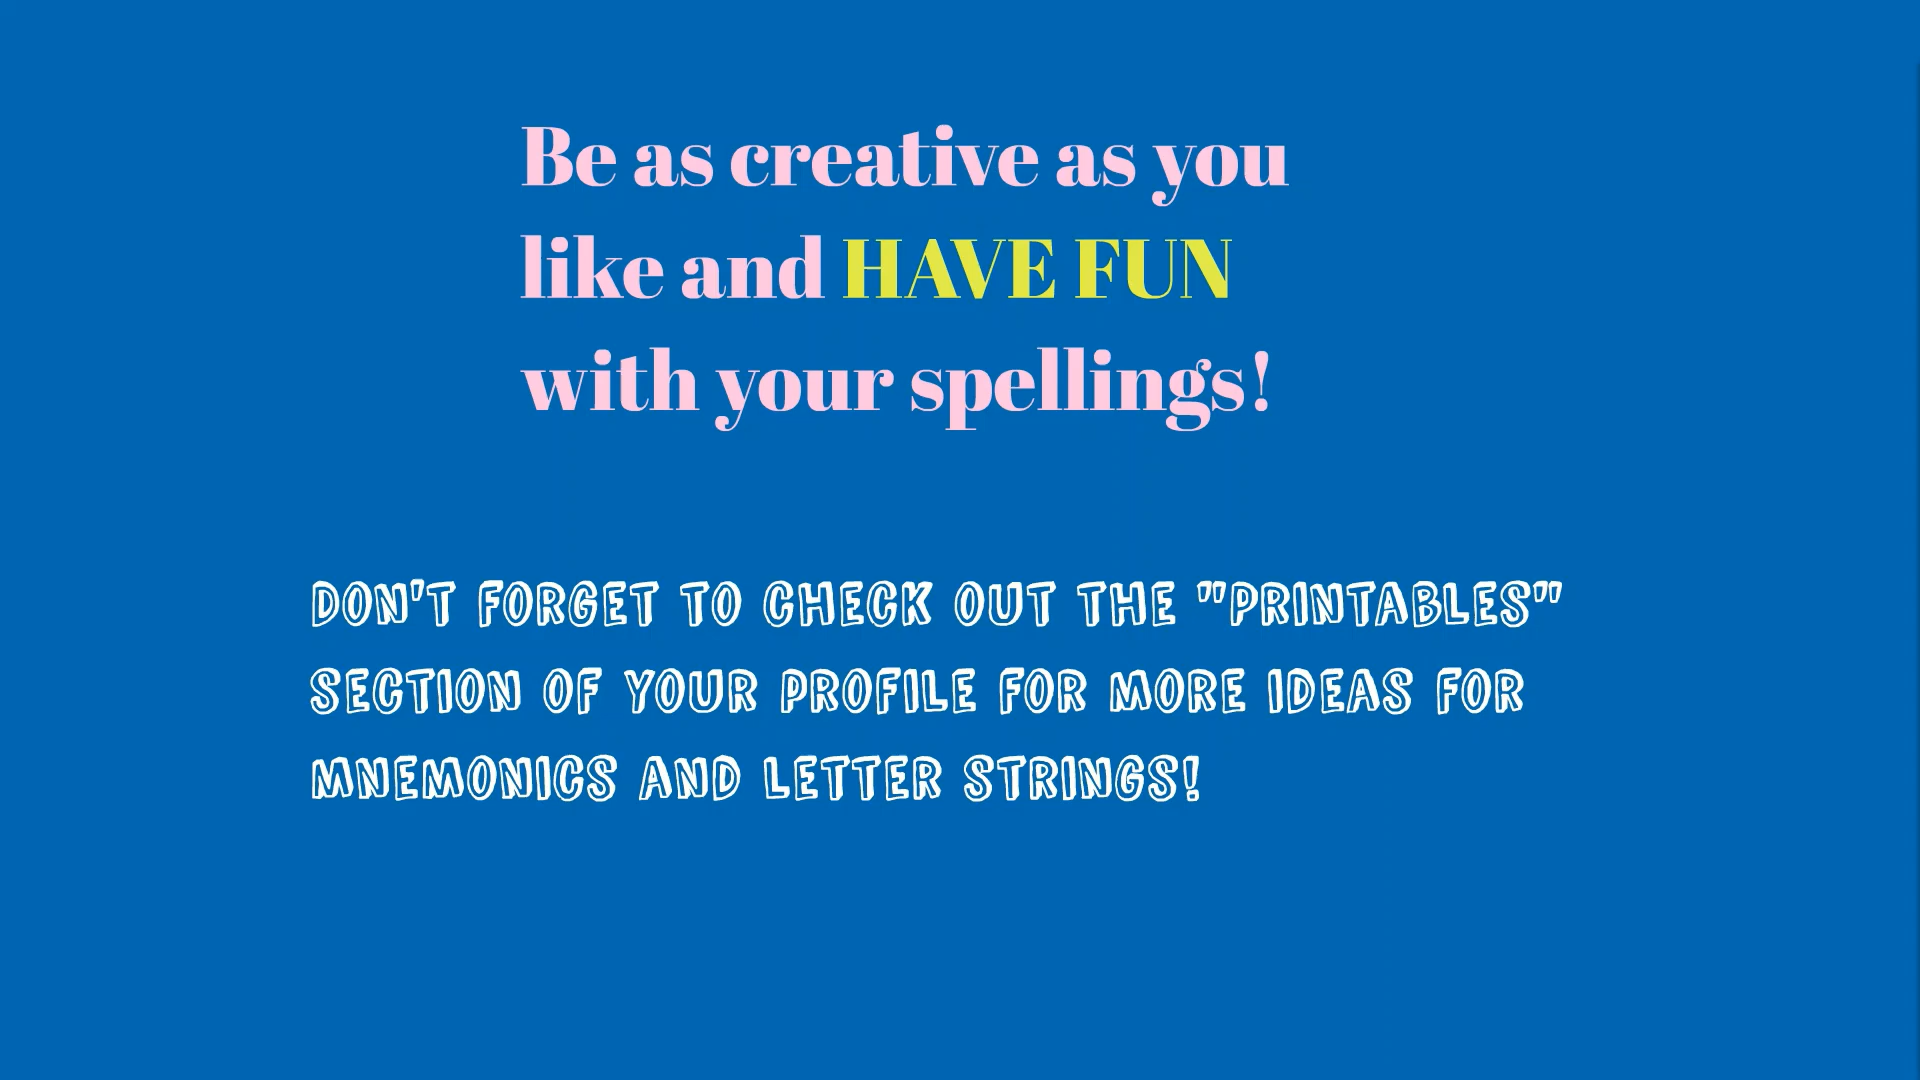 Be as creative as you
like and HAVE FUN
with your spellings!
DON'T FORGET TO CHECK OUT THE "PRINTABLES"
SECTION OF YOUR PROFILE FOR MORE IDEAS FOR
MNEMONICS AND LETTER STRINGS!